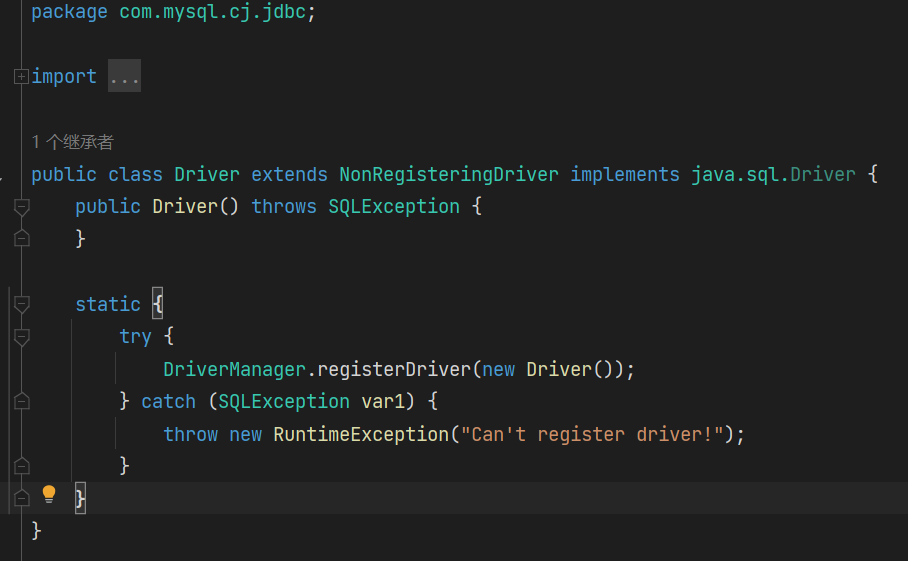 package com.mysql.cj.jdbc;
import ...
1 个继承者
public class Driver extends NonRegisteringDriver implements java.sql.Driver {
    public Driver() throws SQLException {
    }
    static {
        try {
            DriverManager.registerDriver(new Driver());
        } catch (SQLException var1) {
            throw new RuntimeException("Can't register driver!");
        }
    }
}